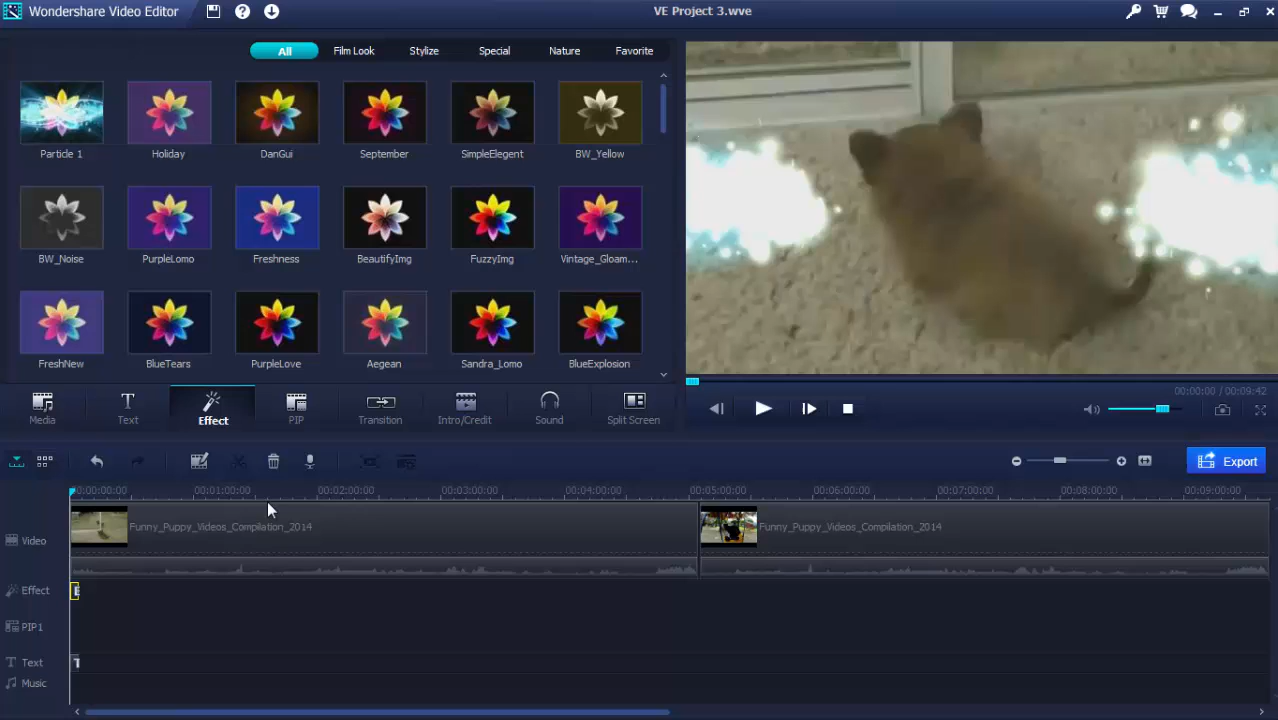 Wondershare Video Editor
VE Project 3.wve
All Film Look Stylize Special Nature Favorite
Particle 1 Holiday DanGui September SimpleElegent BW_Yellow
BW_Noise PurpleLomo Freshness BeautifyImg FuzzyImg Vintage_Gloam...
FreshNew BlueTears PurpleLove Aegean Sandra_Lomo BlueExplosion
00:00:00 / 00:09:42
Media Text Effect PIP Transition Intro/Credit Sound Split Screen
Export
00:00:00:00 00:01:00:00 00:02:00:00 00:03:00:00 00:04:00:00 00:05:00:00 00:06:00:00 00:07:00:00 00:08:00:00 00:09:00:00
Funny_Puppy_Videos_Compilation_2014 Funny_Puppy_Videos_Compilation_2014
Video
Effect
PIP1
T Text
Music